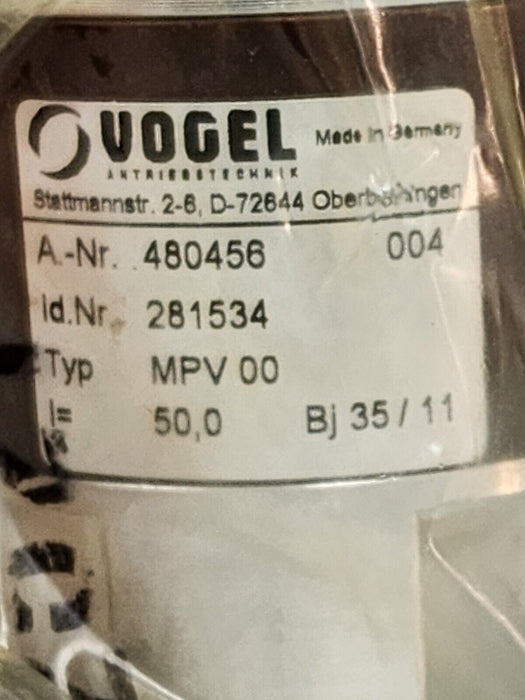 VOGEL Made in Germany
ANTRIEBSTECHNIK
Stattmannstr. 2-6, D-72644 Oberboihingen
A.-Nr. 480456 004
Id.Nr. 281534
Typ MPV 00
i= 50,0 Bj 35 / 11